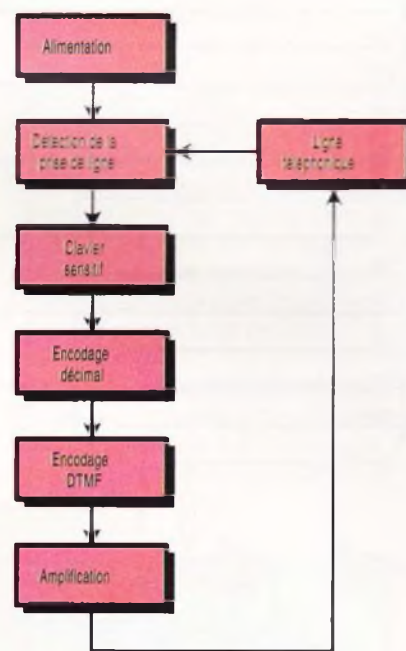 Alimentation
Détection de la
prise de ligne
Ligne
téléphonique
Clavier
sensitif
Encodage
décimal
Encodage
DTMF
Amplification